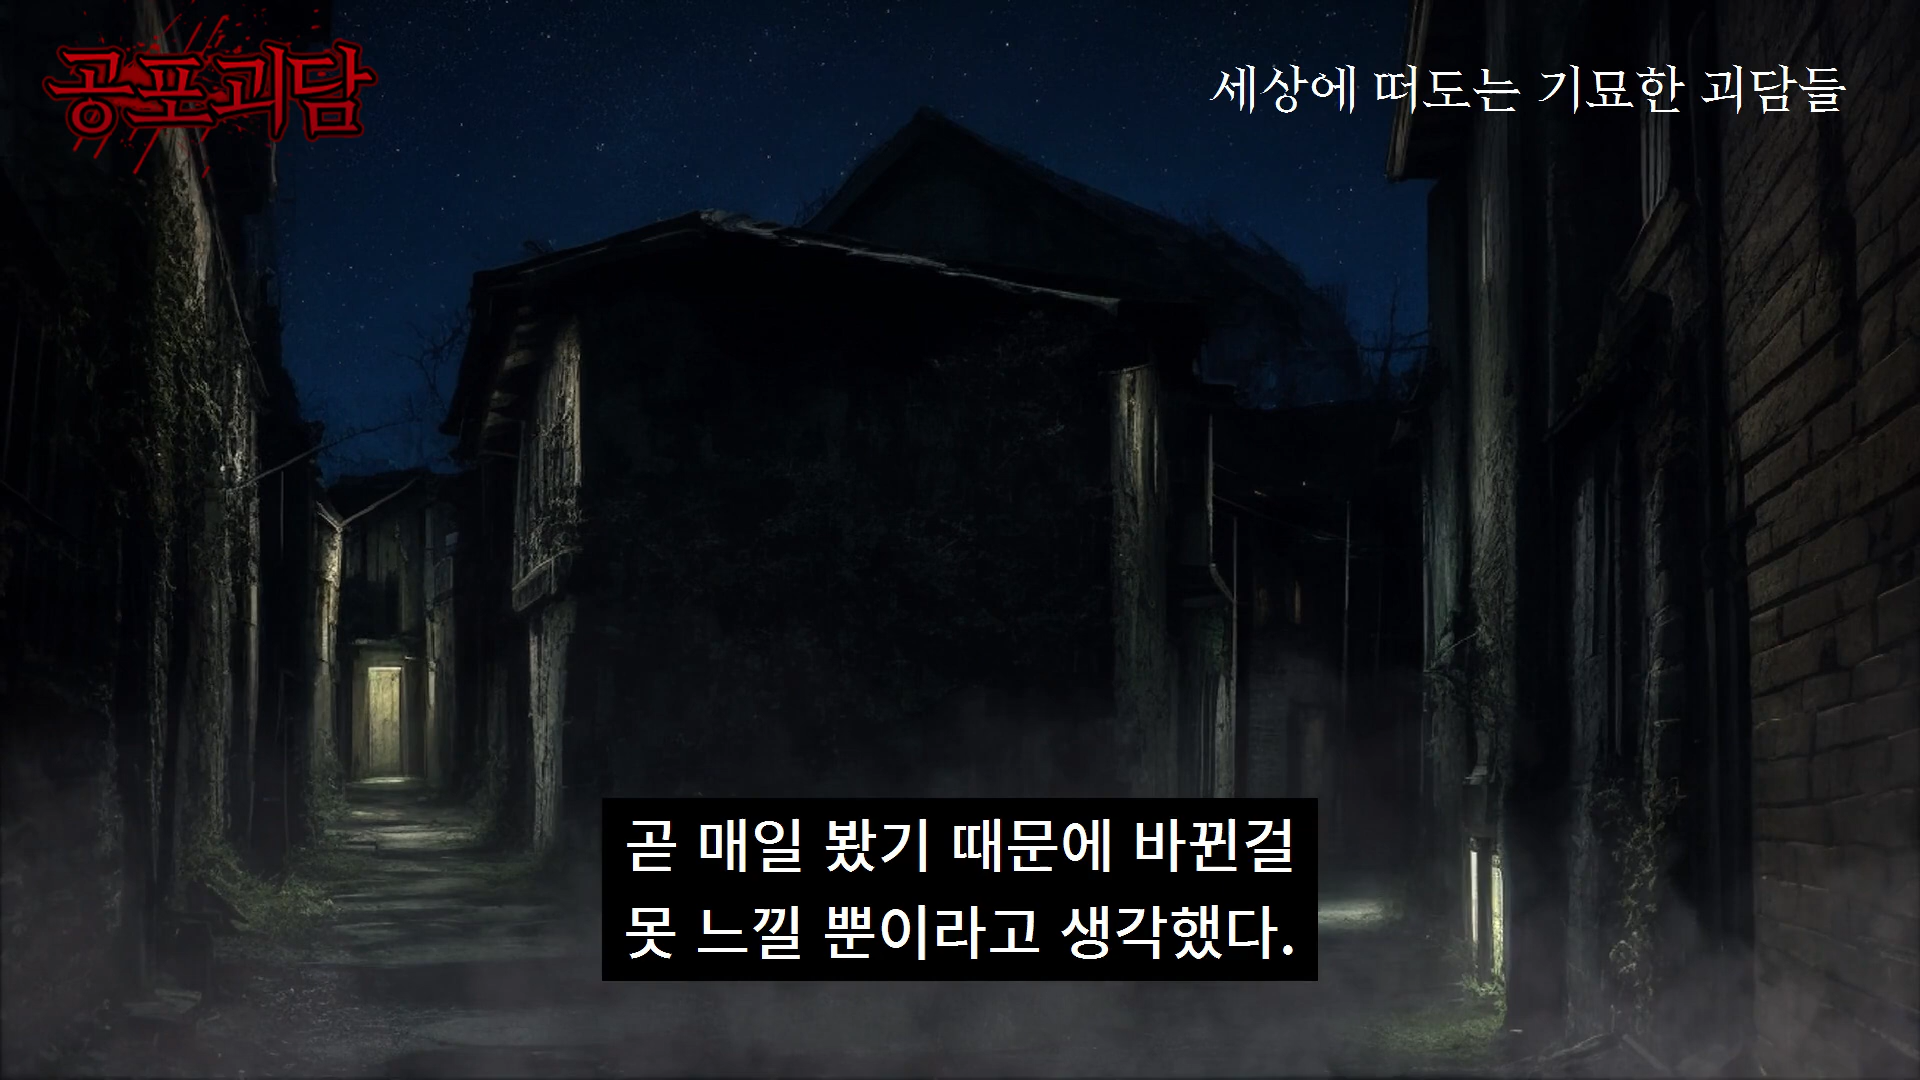 공포괴담
세상에 떠도는 기묘한 괴담들
곧 매일 봤기 때문에 바뀐걸
못 느낄 뿐이라고 생각했다.